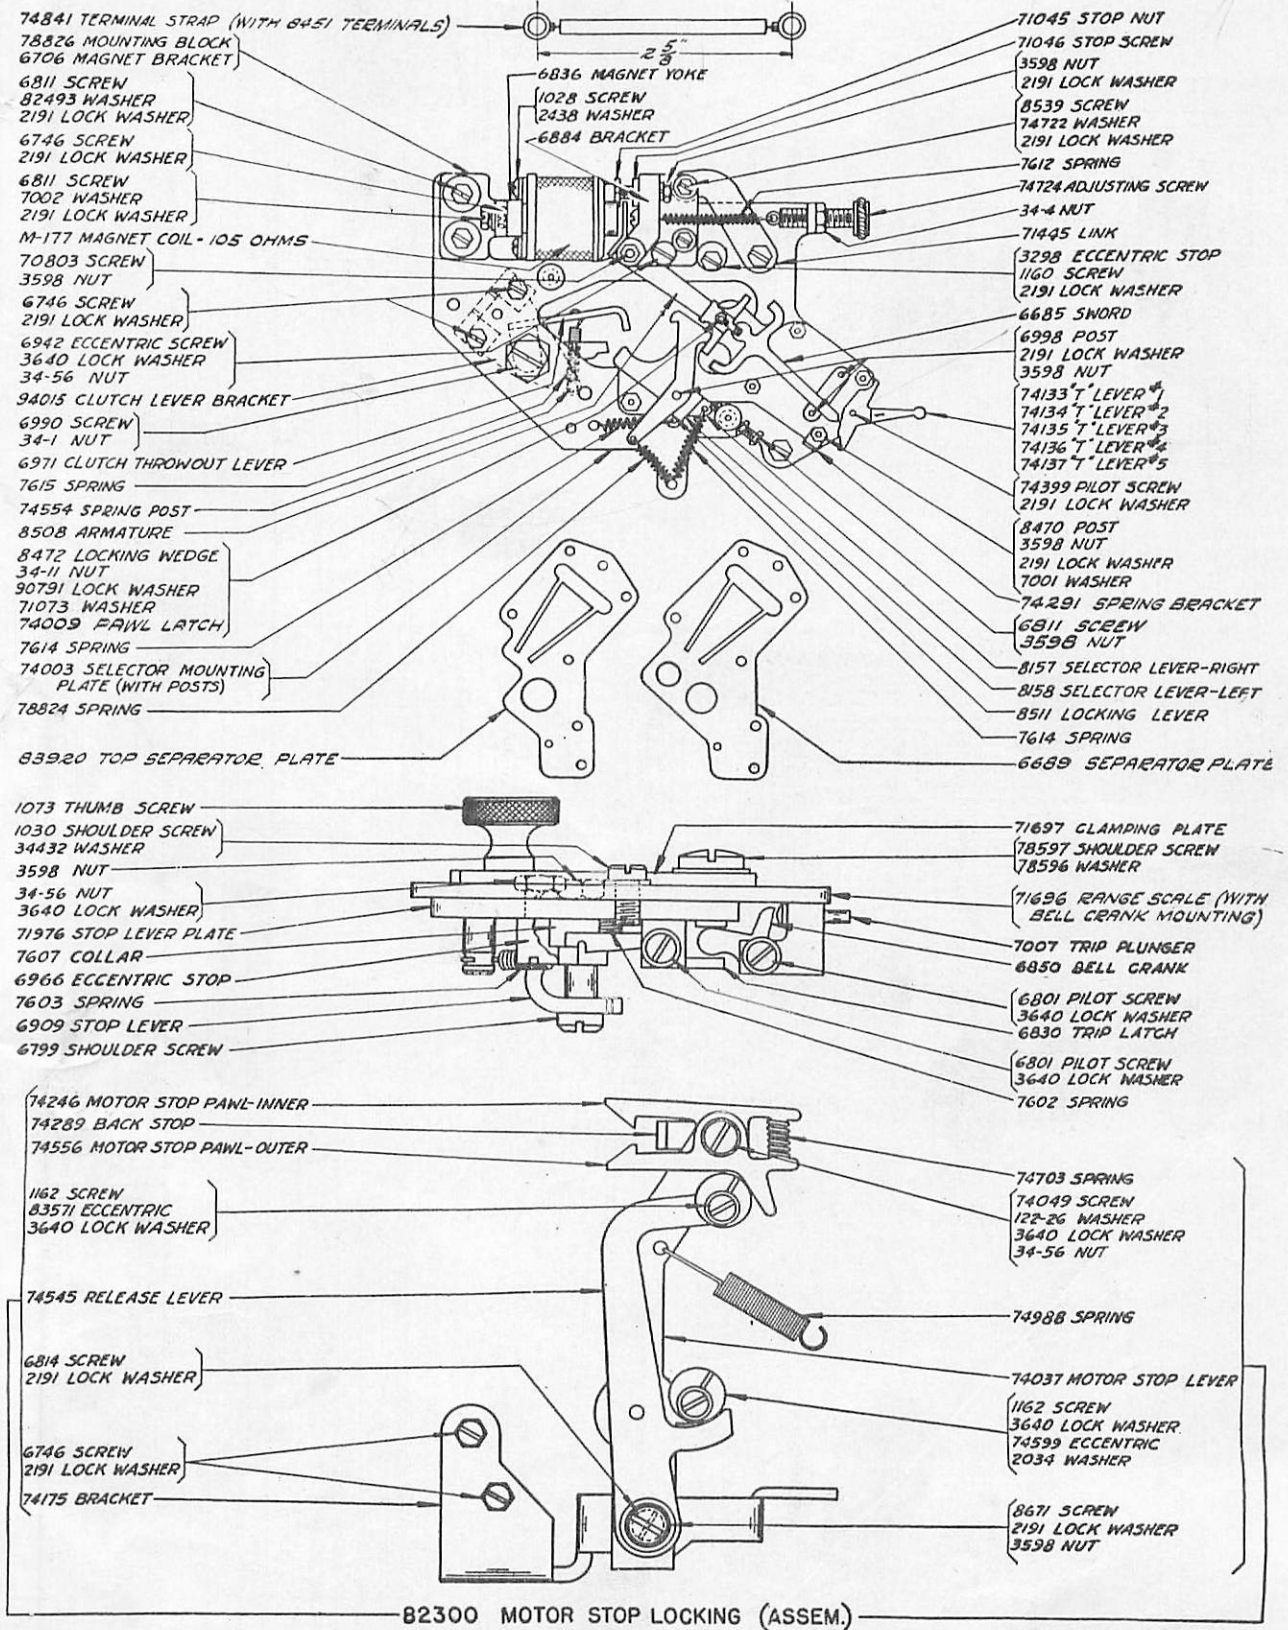 74841 TERMINAL STRAP (WITH 8451 TERMINALS)
78826 MOUNTING BLOCK
6706 MAGNET BRACKET
6811 SCREW
82493 WASHER
2191 LOCK WASHER
6746 SCREW
2191 LOCK WASHER
6811 SCREW
7002 WASHER
2191 LOCK WASHER
M-177 MAGNET COIL - 105 OHMS
70803 SCREW
3598 NUT
6746 SCREW
2191 LOCK WASHER
6942 ECCENTRIC SCREW
3640 LOCK WASHER
34-56 NUT
94015 CLUTCH LEVER BRACKET
6990 SCREW
34-1 NUT
6971 CLUTCH THROWOUT LEVER
7615 SPRING
74554 SPRING POST
8508 ARMATURE
8472 LOCKING WEDGE
34-11 NUT
90791 LOCK WASHER
71073 WASHER
74009 PAWL LATCH
7614 SPRING
74003 SELECTOR MOUNTING
PLATE (WITH POSTS)
78824 SPRING
83920 TOP SEPARATOR PLATE
2 5/8"
6836 MAGNET YOKE
1028 SCREW
2438 WASHER
6884 BRACKET
71045 STOP NUT
71046 STOP SCREW
3598 NUT
2191 LOCK WASHER
8539 SCREW
74722 WASHER
2191 LOCK WASHER
7612 SPRING
74724 ADJUSTING SCREW
34-4 NUT
71445 LINK
3298 ECCENTRIC STOP
1160 SCREW
2191 LOCK WASHER
6685 SWORD
6998 POST
2191 LOCK WASHER
3598 NUT
74133 "T" LEVER #1
74134 "T" LEVER #2
74135 "T" LEVER #3
74136 "T" LEVER #4
74137 "T" LEVER #5
74399 PILOT SCREW
2191 LOCK WASHER
8470 POST
3598 NUT
2191 LOCK WASHER
7001 WASHER
74291 SPRING BRACKET
6811 SCREW
3598 NUT
8157 SELECTOR LEVER-RIGHT
8158 SELECTOR LEVER-LEFT
8511 LOCKING LEVER
7614 SPRING
6689 SEPARATOR PLATE
1073 THUMB SCREW
1030 SHOULDER SCREW
34432 WASHER
3598 NUT
34-56 NUT
3640 LOCK WASHER
71976 STOP LEVER PLATE
7607 COLLAR
6966 ECCENTRIC STOP
7603 SPRING
6909 STOP LEVER
6799 SHOULDER SCREW
71697 CLAMPING PLATE
78597 SHOULDER SCREW
78596 WASHER
71696 RANGE SCALE (WITH
BELL CRANK MOUNTING)
7007 TRIP PLUNGER
6850 BELL CRANK
6801 PILOT SCREW
3640 LOCK WASHER
6830 TRIP LATCH
6801 PILOT SCREW
3640 LOCK WASHER
7602 SPRING
74246 MOTOR STOP PAWL-INNER
74289 BACK STOP
74556 MOTOR STOP PAWL-OUTER
1162 SCREW
83571 ECCENTRIC
3640 LOCK WASHER
74545 RELEASE LEVER
6814 SCREW
2191 LOCK WASHER
6746 SCREW
2191 LOCK WASHER
74175 BRACKET
74703 SPRING
74049 SCREW
122-26 WASHER
3640 LOCK WASHER
34-56 NUT
74988 SPRING
74037 MOTOR STOP LEVER
1162 SCREW
3640 LOCK WASHER
74599 ECCENTRIC
2034 WASHER
8671 SCREW
2191 LOCK WASHER
3598 NUT
82300 MOTOR STOP LOCKING (ASSEM.)